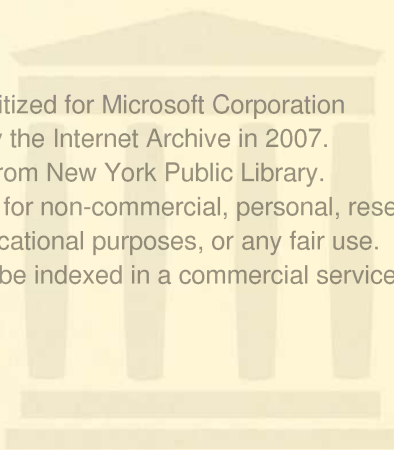 itized for Microsoft Corporation
y the Internet Archive in 2007.
rom New York Public Library.
for non-commercial, personal, rese
cational purposes, or any fair use.
be indexed in a commercial service